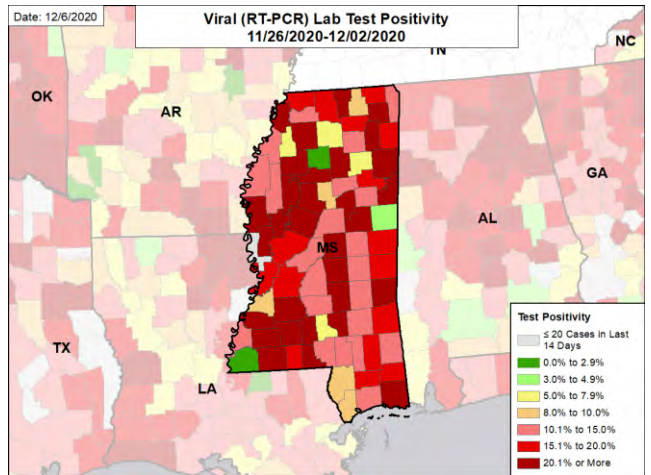 Date: 12/6/2020
Viral (RT-PCR) Lab Test Positivity
11/26/2020-12/02/2020
TN
NC
OK
AR
GA
AL
MS
TX
LA
Test Positivity
≤ 20 Cases in Last
14 Days
0.0% to 2.9%
3.0% to 4.9%
5.0% to 7.9%
8.0% to 10.0%
10.1% to 15.0%
15.1% to 20.0%
20.1% or More